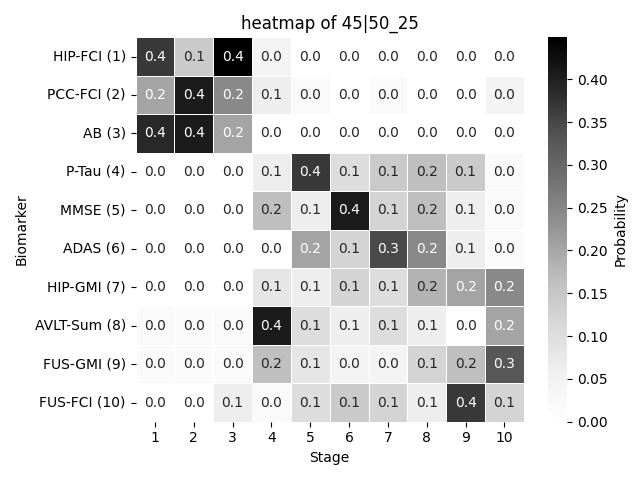 heatmap of 45|50_25
HIP-FCI (1) 0.4 0.1 0.4 0.0 0.0 0.0 0.0 0.0 0.0 0.0
PCC-FCI (2) 0.2 0.4 0.2 0.1 0.0 0.0 0.0 0.0 0.0 0.0
AB (3) 0.4 0.4 0.2 0.0 0.0 0.0 0.0 0.0 0.0 0.0
P-Tau (4) 0.0 0.0 0.0 0.1 0.4 0.1 0.1 0.2 0.1 0.0
MMSE (5) 0.0 0.0 0.0 0.2 0.1 0.4 0.1 0.2 0.1 0.0
ADAS (6) 0.0 0.0 0.0 0.0 0.2 0.1 0.3 0.2 0.1 0.0
HIP-GMI (7) 0.0 0.0 0.0 0.1 0.1 0.1 0.1 0.2 0.2 0.2
AVLT-Sum (8) 0.0 0.0 0.0 0.4 0.1 0.1 0.1 0.1 0.0 0.2
FUS-GMI (9) 0.0 0.0 0.0 0.2 0.1 0.0 0.0 0.1 0.2 0.3
FUS-FCI (10) 0.0 0.0 0.1 0.0 0.1 0.1 0.1 0.1 0.4 0.1
1 2 3 4 5 6 7 8 9 10
Stage
Biomarker
0.40
0.35
0.30
0.25
0.20
0.15
0.10
0.05
0.00
Probability